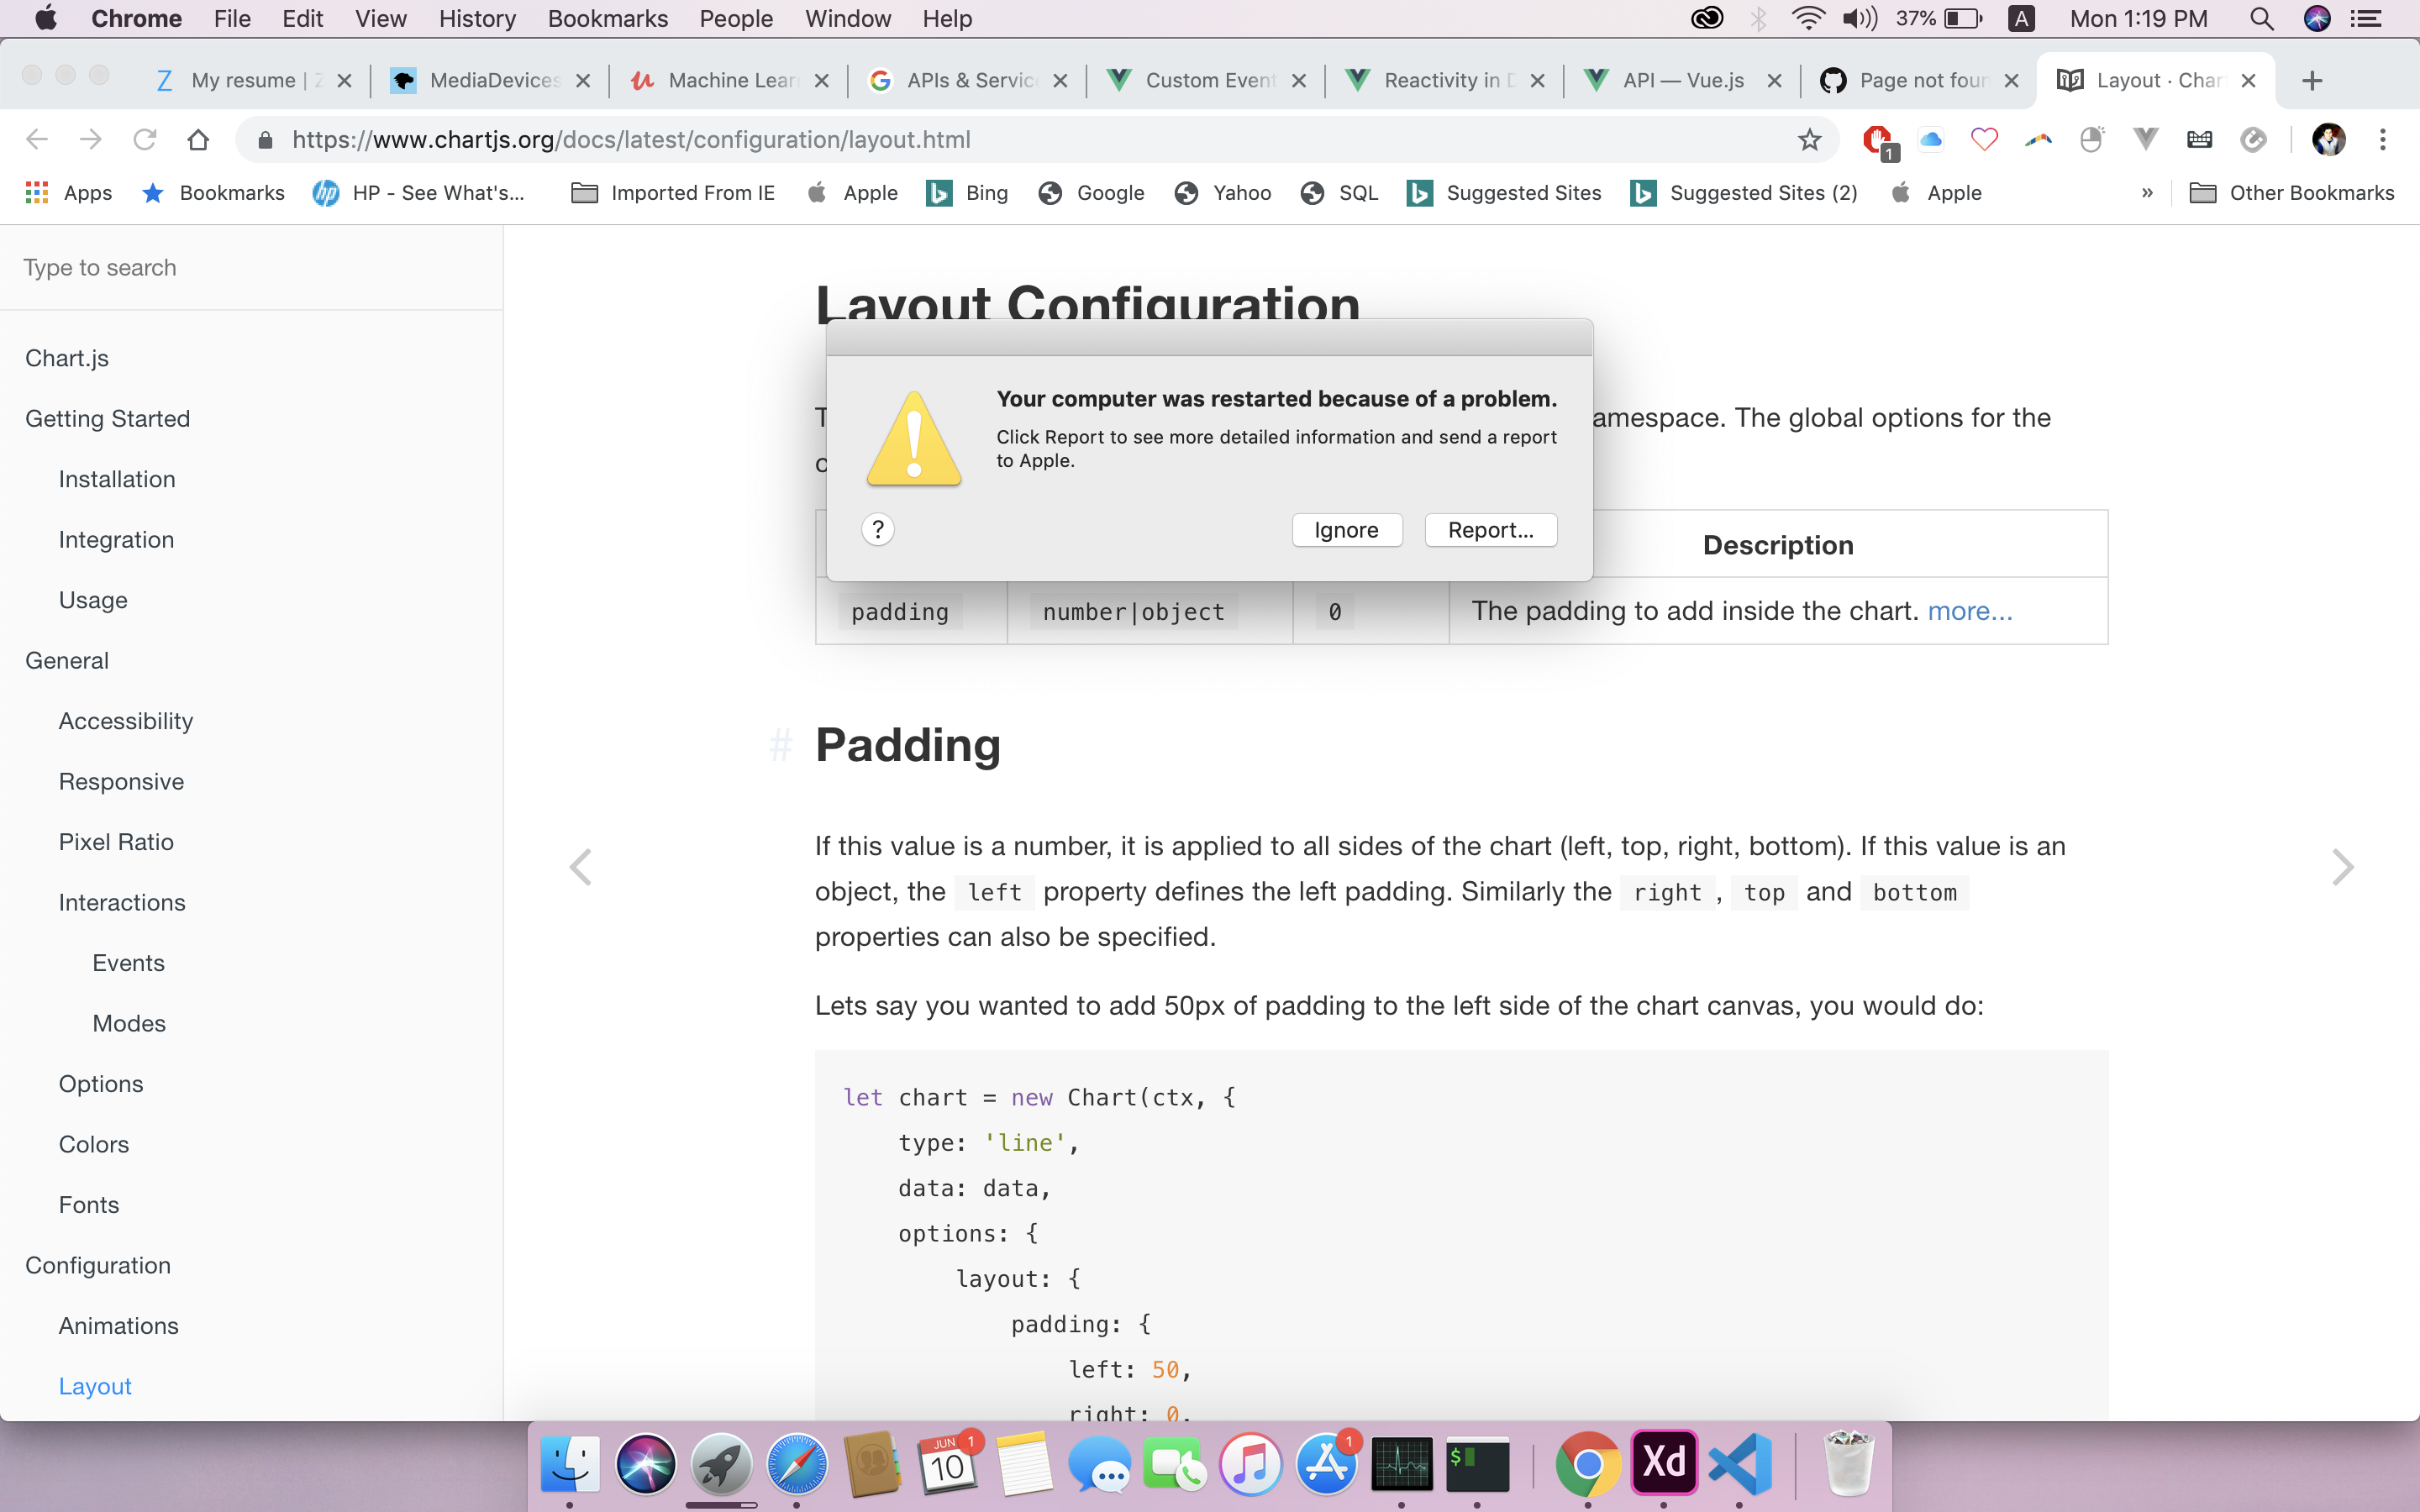 Chrome File Edit View History Bookmarks People Window Help 37% A Mon 1:19 PM
My resume | Z MediaDevices Machine Lear APIs & Servic Custom Event Reactivity in D API — Vue.js Page not foun Layout · Char
https://www.chartjs.org/docs/latest/configuration/layout.html 1
Apps Bookmarks hp HP - See What's... Imported From IE Apple Bing Google Yahoo SQL Suggested Sites Suggested Sites (2) Apple » Other Bookmarks
Type to search
Chart.js
Getting Started
Installation
Integration
Usage
General
Accessibility
Responsive
Pixel Ratio
Interactions
Events
Modes
Options
Colors
Fonts
Configuration
Animations
Layout
Layout Configuration
Your computer was restarted because of a problem.
Click Report to see more detailed information and send a report
to Apple.
? Ignore Report...
amespace. The global options for the
Description
padding number|object 0 The padding to add inside the chart. more...
# Padding
If this value is a number, it is applied to all sides of the chart (left, top, right, bottom). If this value is an
object, the left property defines the left padding. Similarly the right , top and bottom
properties can also be specified.
Lets say you wanted to add 50px of padding to the left side of the chart canvas, you would do:
let chart = new Chart(ctx, {
type: 'line',
data: data,
options: {
layout: {
padding: {
left: 50,
right: 0,
JUN 10 1 1 $ Xd